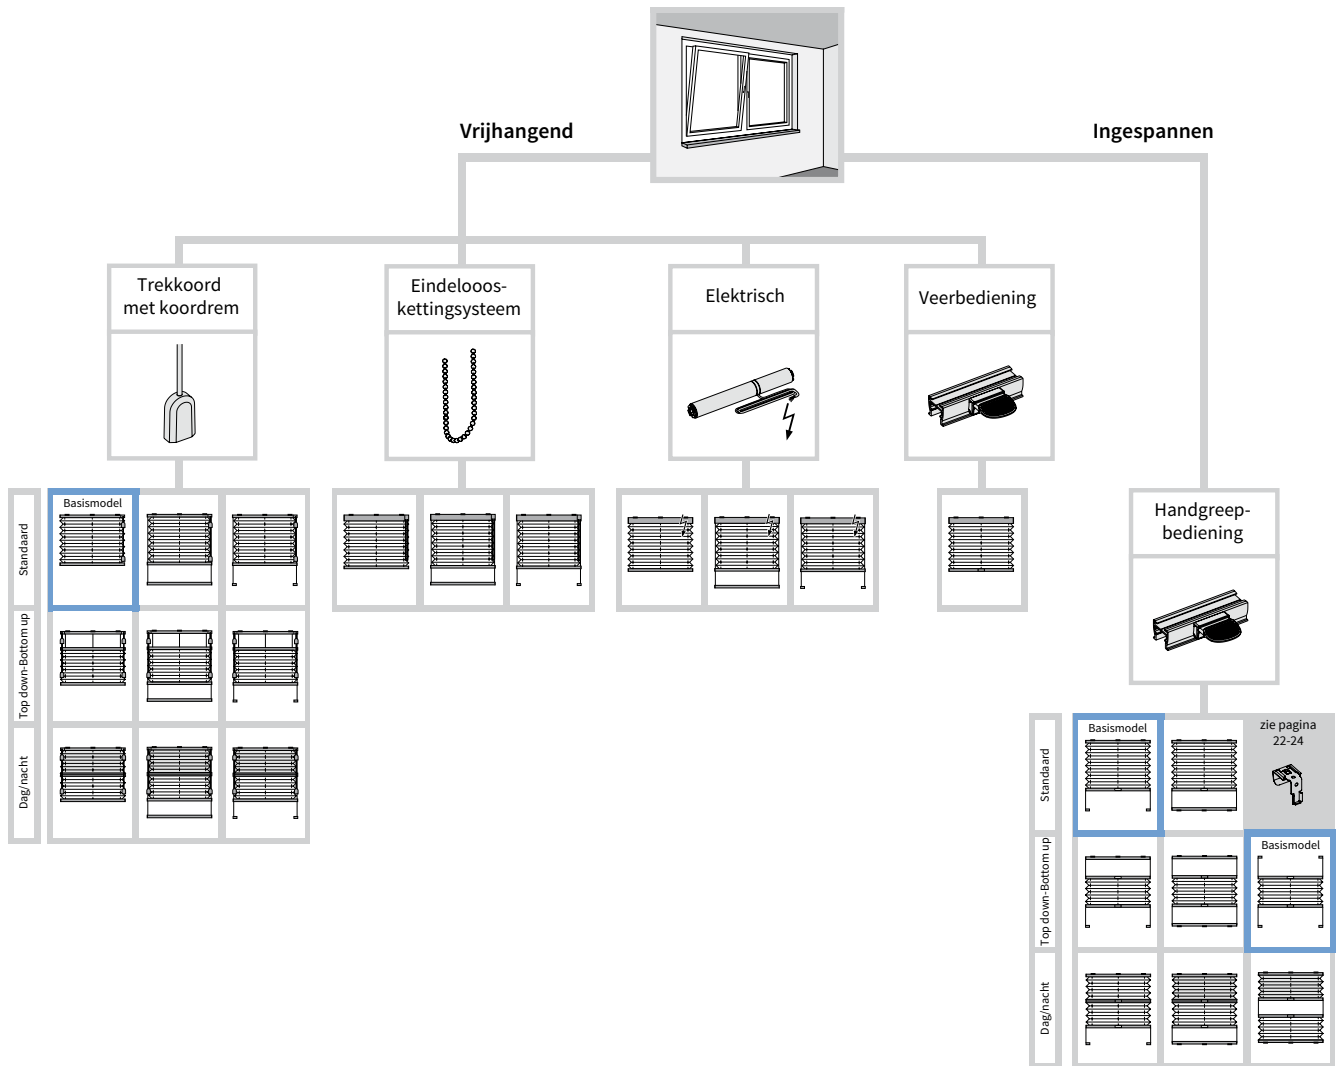 Vrijhangend
Ingespannen
Trekkoord
met koordrem
Eindelooos-
kettingsysteem
Elektrisch
Veerbediening
Standaard
Basismodel
Top down-Bottom up
Dag/nacht
Handgreep-
bediening
Standaard
Basismodel
zie pagina
22-24
Top down-Bottom up
Basismodel
Dag/nacht